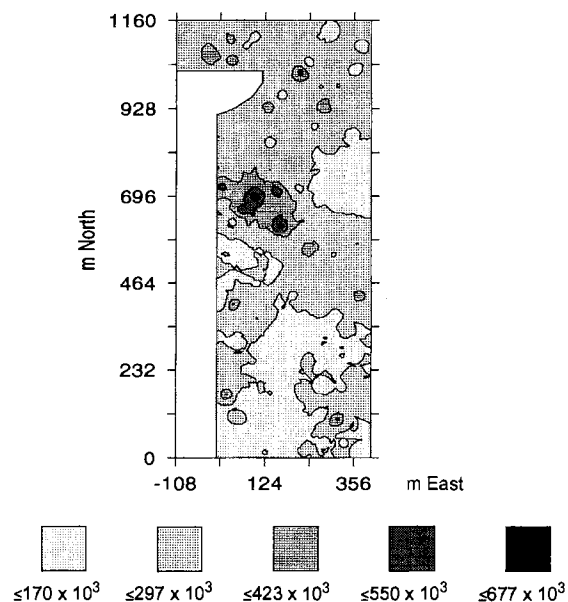 1160
928
696
464
232
0
m North
-108 124 356 m East
≤170 x 10³ ≤297 x 10³ ≤423 x 10³ ≤550 x 10³ ≤677 x 10³